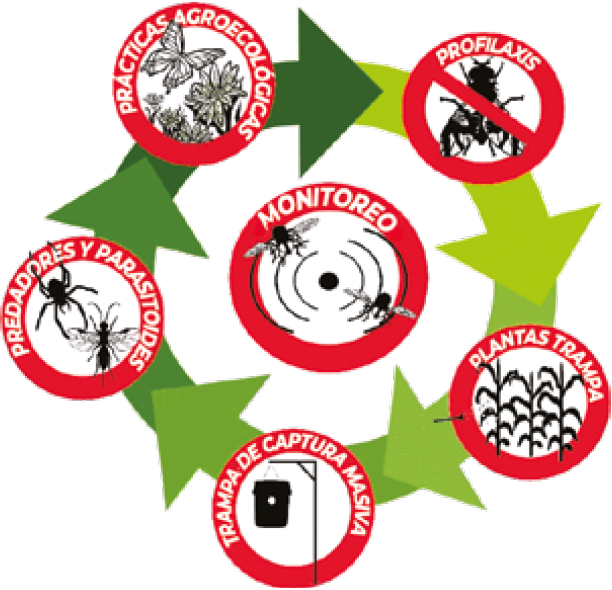 PRÁCTICAS AGROECOLÓGICAS
PROFILAXIS
MONITOREO
PREDADORES Y PARASITOIDES
PLANTAS TRAMPA
TRAMPA DE CAPTURA MASIVA